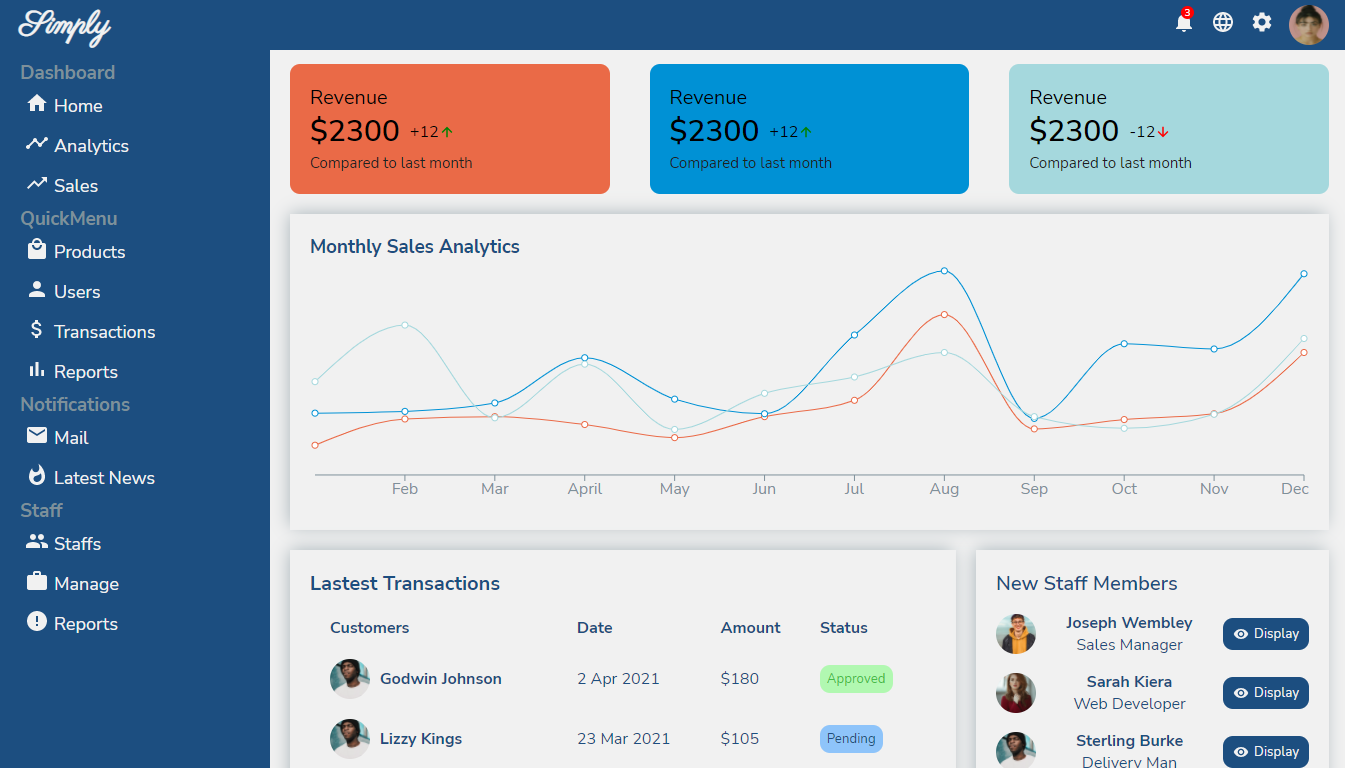 Simply
3
Dashboard
Home
Analytics
Sales
QuickMenu
Products
Users
Transactions
Reports
Notifications
Mail
Latest News
Staff
Staffs
Manage
Reports
Revenue
$2300 +12
Compared to last month
Revenue
$2300 +12
Compared to last month
Revenue
$2300 -12
Compared to last month
Monthly Sales Analytics
Feb Mar April May Jun Jul Aug Sep Oct Nov Dec
Lastest Transactions
Customers Date Amount Status
Godwin Johnson 2 Apr 2021 $180 Approved
Lizzy Kings 23 Mar 2021 $105 Pending
New Staff Members
Joseph Wembley
Sales Manager
Display
Sarah Kiera
Web Developer
Display
Sterling Burke
Delivery Man
Display